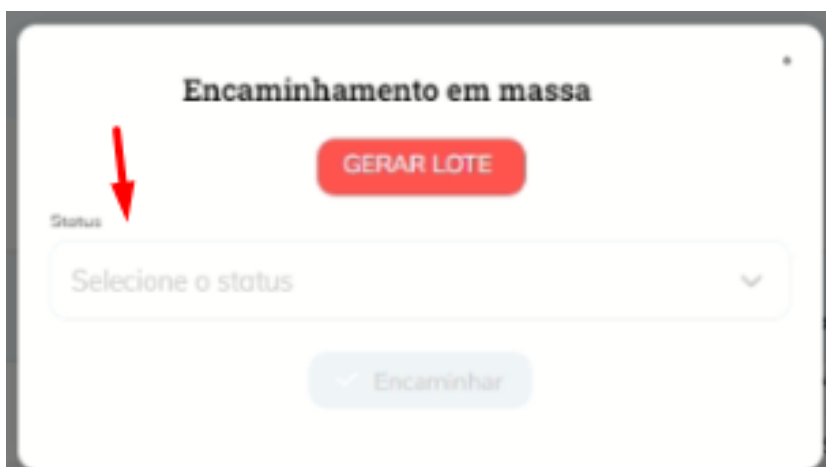 Encaminhamento em massa
GERAR LOTE
Status
Selecione o status
Encaminhar